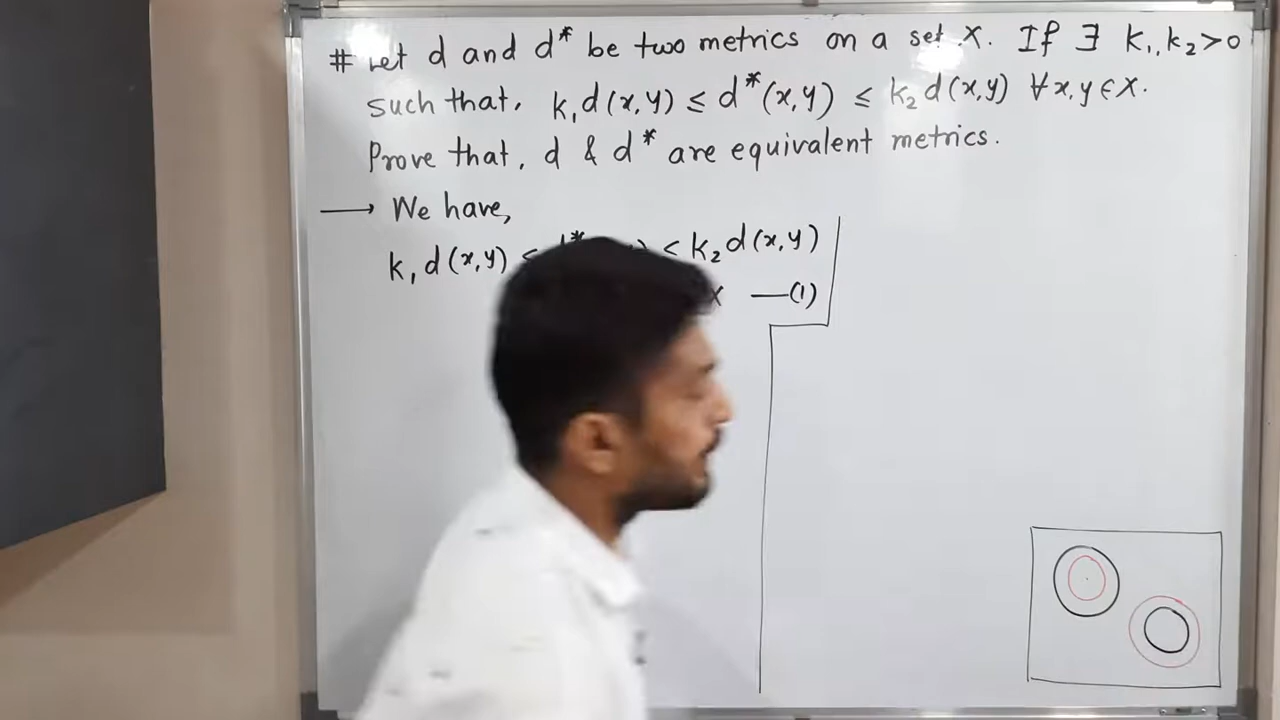 # Let d and d* be two metrics on a set X. If ∃ k₁, k₂ > 0
such that, k₁d(x,y) ≤ d*(x,y) ≤ k₂d(x,y) ∀x,y ∈ X.
Prove that, d & d* are equivalent metrics.
→ We have,
k₁d(x,y) < k₂d(x,y)
X —(1)